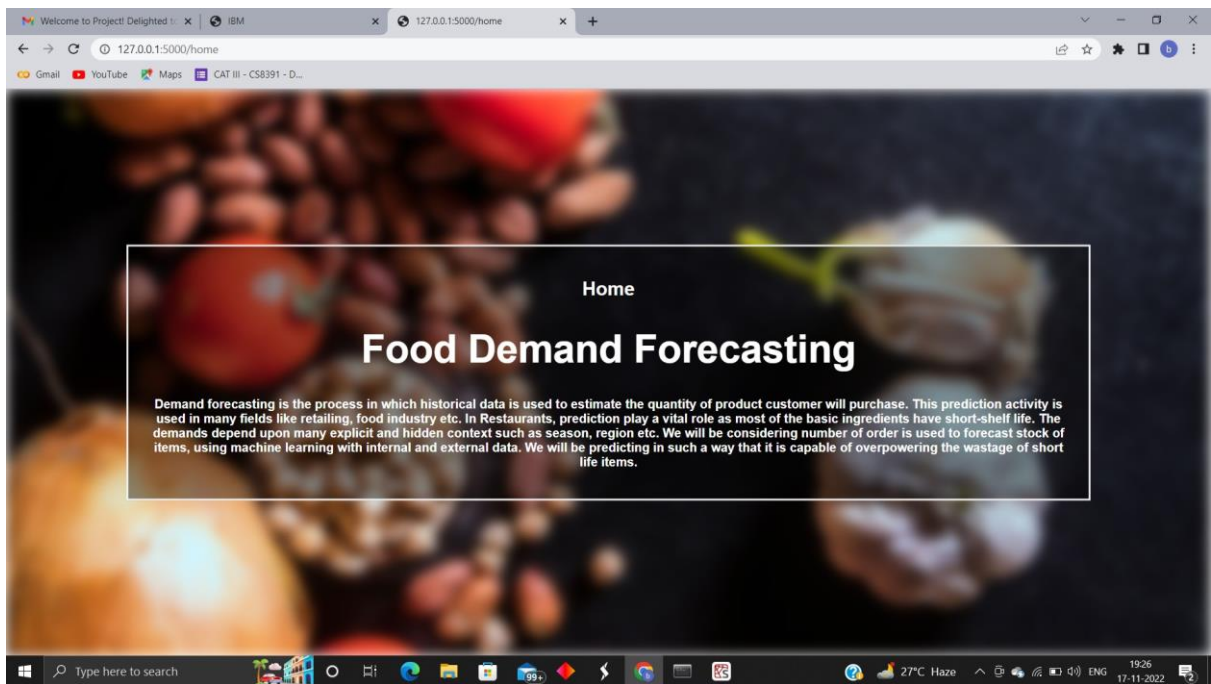 Welcome to Project! Delighted to
IBM
127.0.0.1:5000/home
127.0.0.1:5000/home
Gmail
YouTube
Maps
CAT III - CS8391 - D...
b
Home
Food Demand Forecasting
Demand forecasting is the process in which historical data is used to estimate the quantity of product customer will purchase. This prediction activity is
used in many fields like retailing, food industry etc. In Restaurants, prediction play a vital role as most of the basic ingredients have short-shelf life. The
demands depend upon many explicit and hidden context such as season, region etc. We will be considering number of order is used to forecast stock of
items, using machine learning with internal and external data. We will be predicting in such a way that it is capable of overpowering the wastage of short
life items.
Type here to search
99+
27°C Haze
ENG
19:26
17-11-2022
2